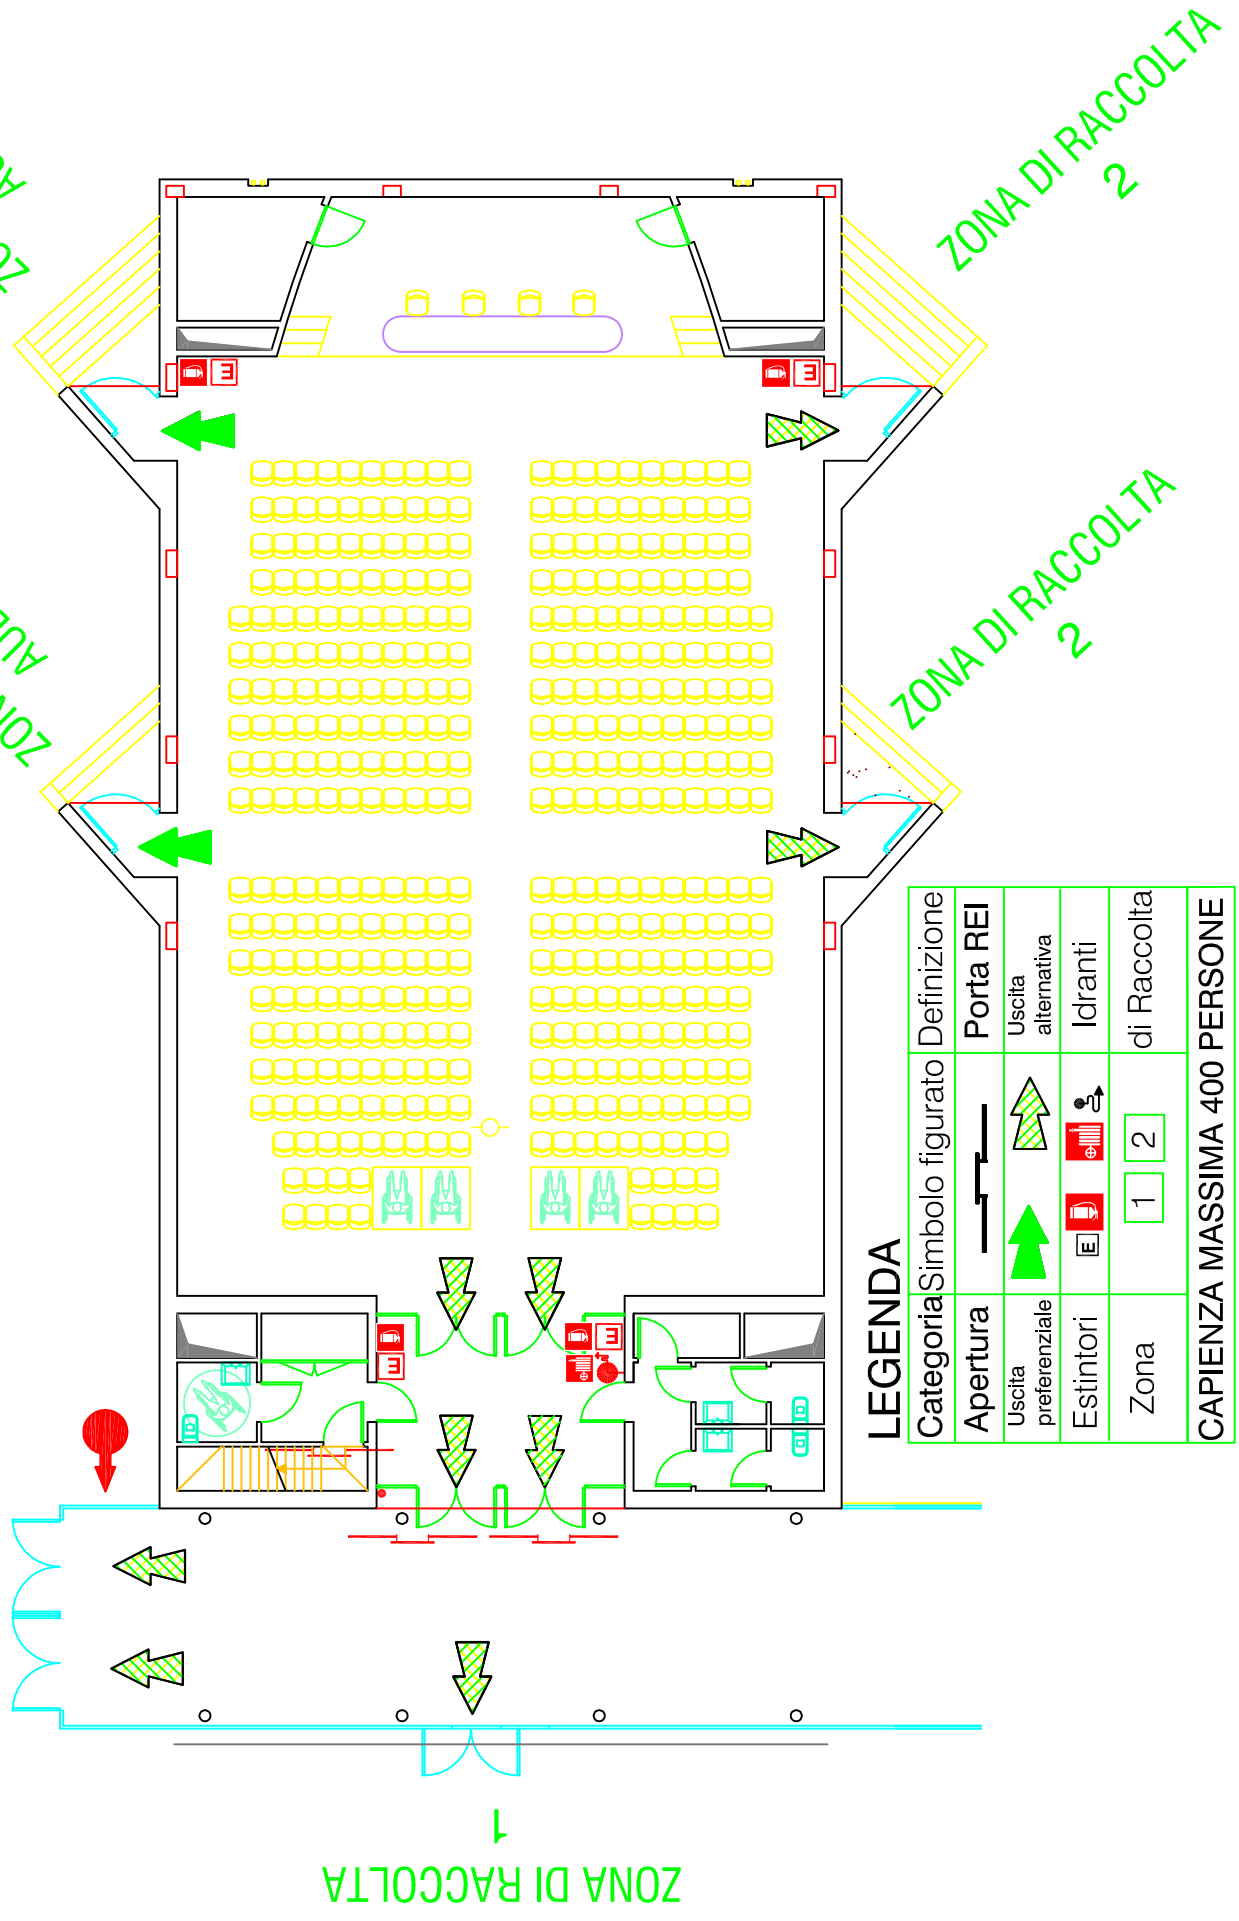 ZONA DI RACCOLTA
2
ZONA DI RACCOLTA
2
ZONA DI RACCOLTA
1
E
E
E
E
LEGENDA
Categoria Simbolo figurato Definizione
Apertura Porta REI
Uscita preferenziale
Uscita alternativa
Estintori E Idranti
Zona 1 2 di Raccolta
CAPIENZA MASSIMA 400 PERSONE